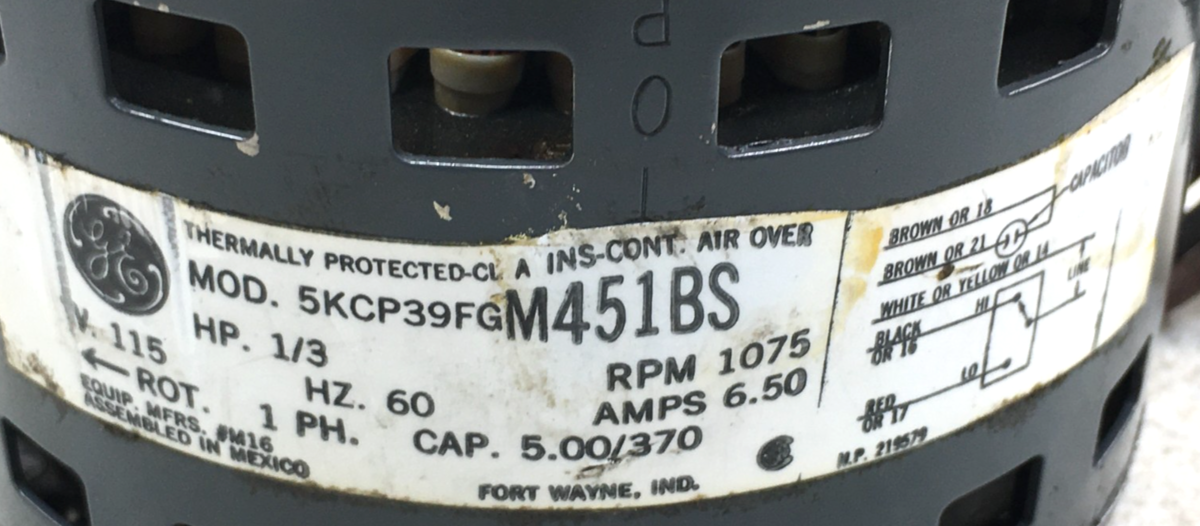 GE
THERMALLY PROTECTED-CL A INS-CONT. AIR OVER
MOD. 5KCP39FGM451BS
V. 115 HP. 1/3 RPM 1075
ROT. HZ. 60 AMPS 6.50
EQUIP. MFRS. #M16 1 PH. CAP. 5.00/370
ASSEMBLED IN MEXICO
FORT WAYNE, IND.
CAPACITOR
BROWN OR 18
BROWN OR 21
WHITE OR YELLOW OR 14
LINE
HI
BLACK
OR 16
LO
RED
OR 17
N.P. 219579